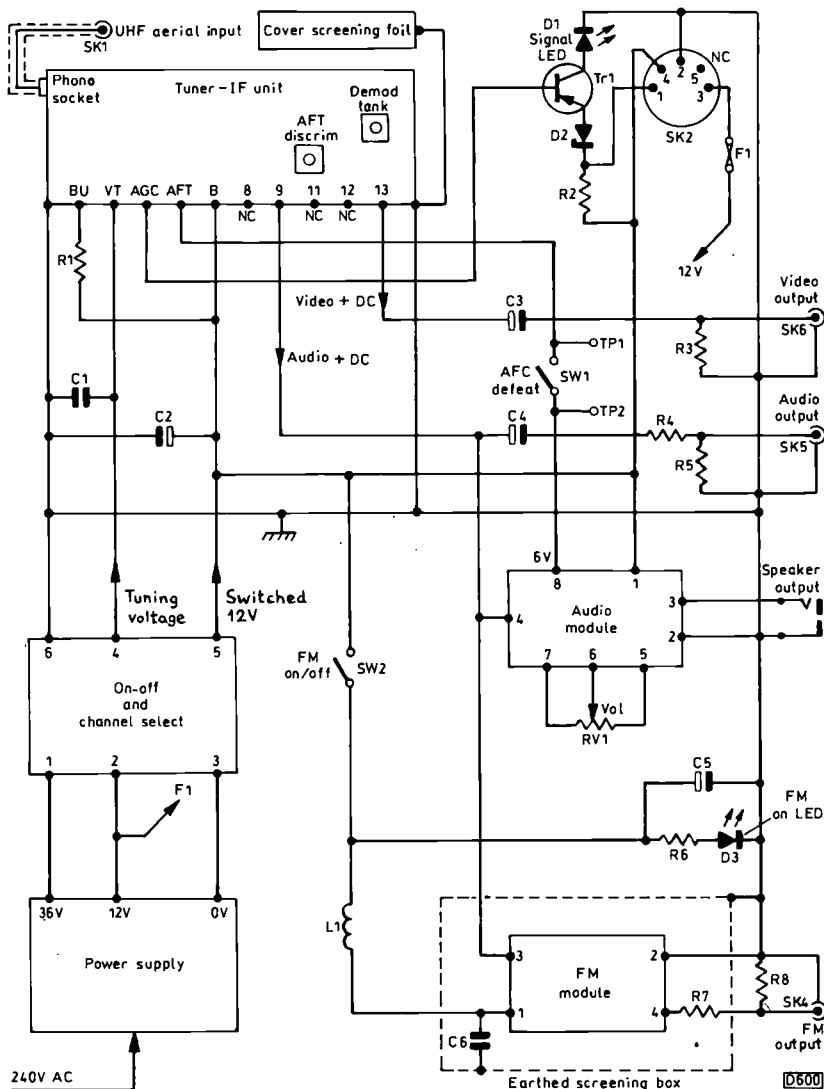 UHF aerial input
SK1
Cover screening foil
D1
Signal
LED
NC
2
4
5
1
3
SK2
Tr1
D2
R2
F1
12V
Phono
socket
Tuner-IF unit
Demod
tank
AFT
discrim
BU
VT
AGC
AFT
B
8
9
11
12
13
NC
NC
NC
R1
Video + DC
Audio + DC
C3
Video
output
SK6
R3
TP1
AFC
defeat
SW1
TP2
C1
C2
C4
R4
Audio
output
SK5
R5
Tuning
voltage
Switched
12V
6V
8
1
Audio
module
4
3
2
7
6
5
Vol
RV1
Speaker
output
6
4
5
On-off
and
channel select
1
2
3
F1
FM
on/off
SW2
C5
R6
D3
FM
on LED
36V
12V
0V
Power supply
240V AC
L1
C6
3
1
FM
module
2
4
R7
R8
SK4
FM
output
Earthed screening box
D600